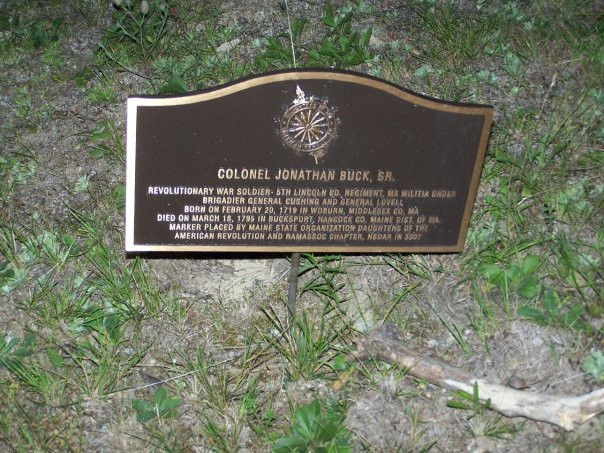 COLONEL JONATHAN BUCK, SR.
REVOLUTIONARY WAR SOLDIER- 5TH LINCOLN CO. REGIMENT, MA MILITIA UNDER
BRIGADIER GENERAL CUSHING AND GENERAL LOVELL
BORN ON FEBRUARY 20, 1719 IN WOBURN, MIDDLESEX CO, MA
DIED ON MARCH 18, 1795 IN BUCKSPORT, HANCOCK CO. MAINE DIST. OF MA.
MARKER PLACED BY MAINE STATE ORGANIZATION DAUGHTERS OF THE
AMERICAN REVOLUTION AND RAMASSOC CHAPTER, NSDAR IN 2007